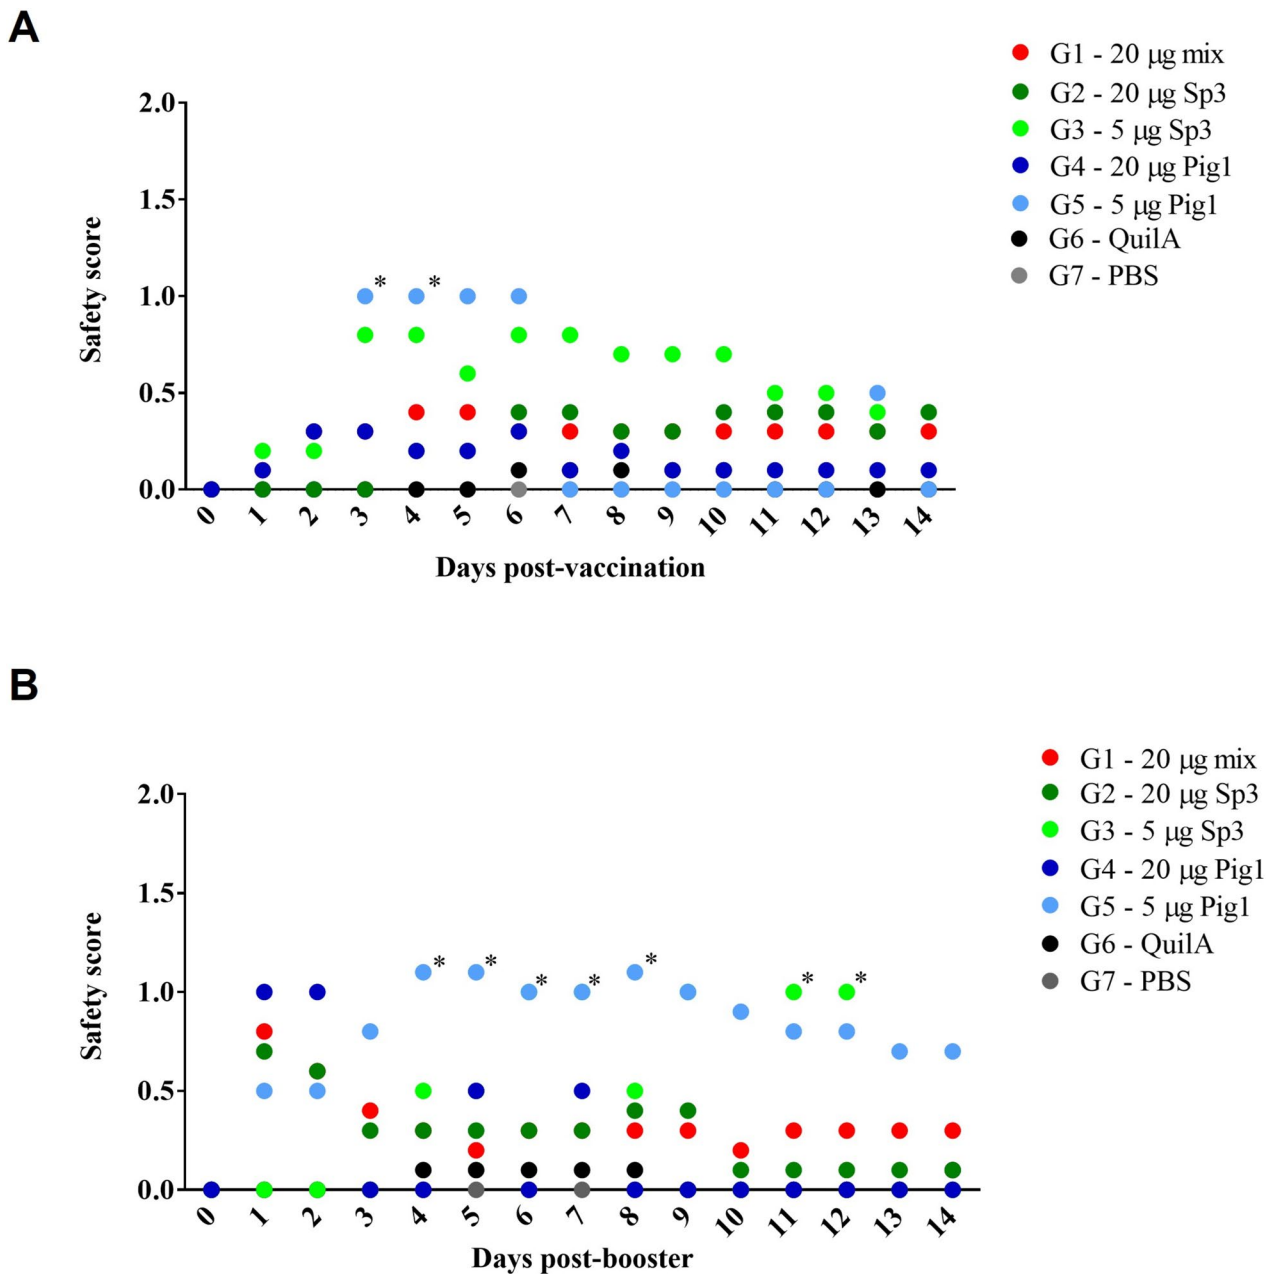 A
G1 - 20 µg mix
G2 - 20 µg Sp3
G3 - 5 µg Sp3
G4 - 20 µg Pig1
G5 - 5 µg Pig1
G6 - QuilA
G7 - PBS
2.0
1.5
1.0
0.5
0.0
Safety score
* *
0 1 2 3 4 5 6 7 8 9 10 11 12 13 14
Days post-vaccination
B
G1 - 20 µg mix
G2 - 20 µg Sp3
G3 - 5 µg Sp3
G4 - 20 µg Pig1
G5 - 5 µg Pig1
G6 - QuilA
G7 - PBS
2.0
1.5
1.0
0.5
0.0
Safety score
* * * * * * *
0 1 2 3 4 5 6 7 8 9 10 11 12 13 14
Days post-booster